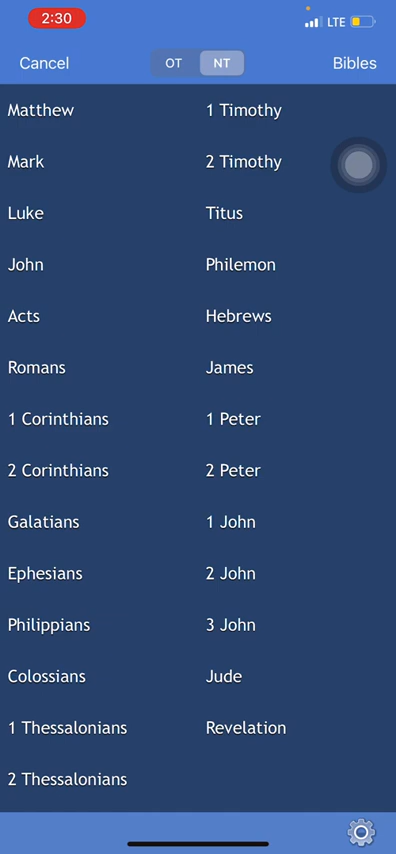 2:30
LTE
Cancel
OT
NT
Bibles
Matthew
Mark
Luke
John
Acts
Romans
1 Corinthians
2 Corinthians
Galatians
Ephesians
Philippians
Colossians
1 Thessalonians
2 Thessalonians
1 Timothy
2 Timothy
Titus
Philemon
Hebrews
James
1 Peter
2 Peter
1 John
2 John
3 John
Jude
Revelation